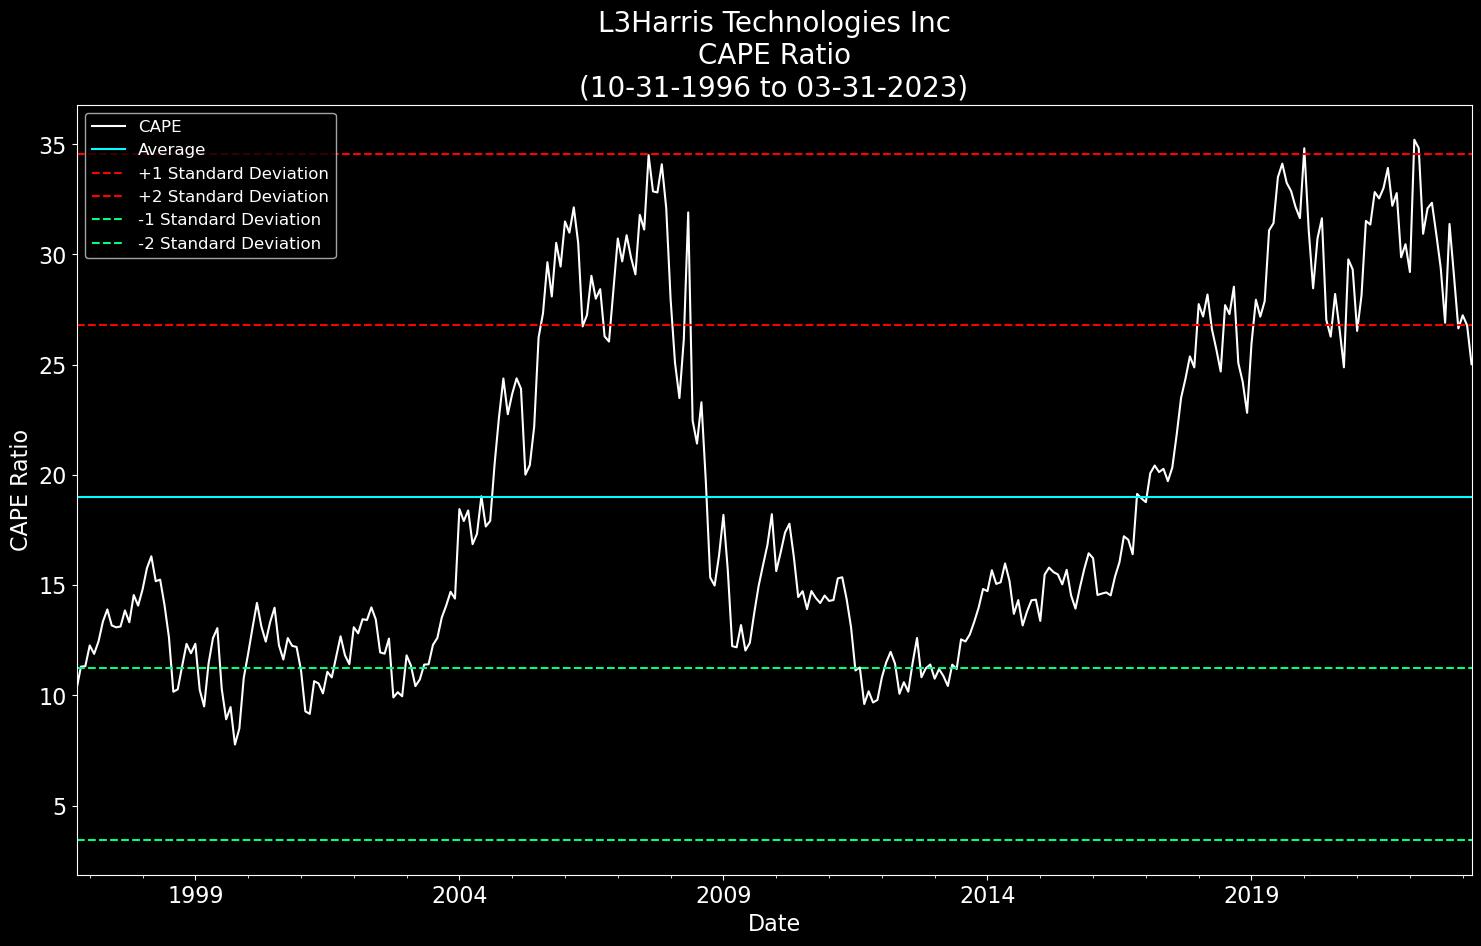 L3Harris Technologies Inc
CAPE Ratio
(10-31-1996 to 03-31-2023)
CAPE
Average
+1 Standard Deviation
+2 Standard Deviation
-1 Standard Deviation
-2 Standard Deviation
35
30
25
20
15
10
5
CAPE Ratio
1999
2004
2009
2014
2019
Date